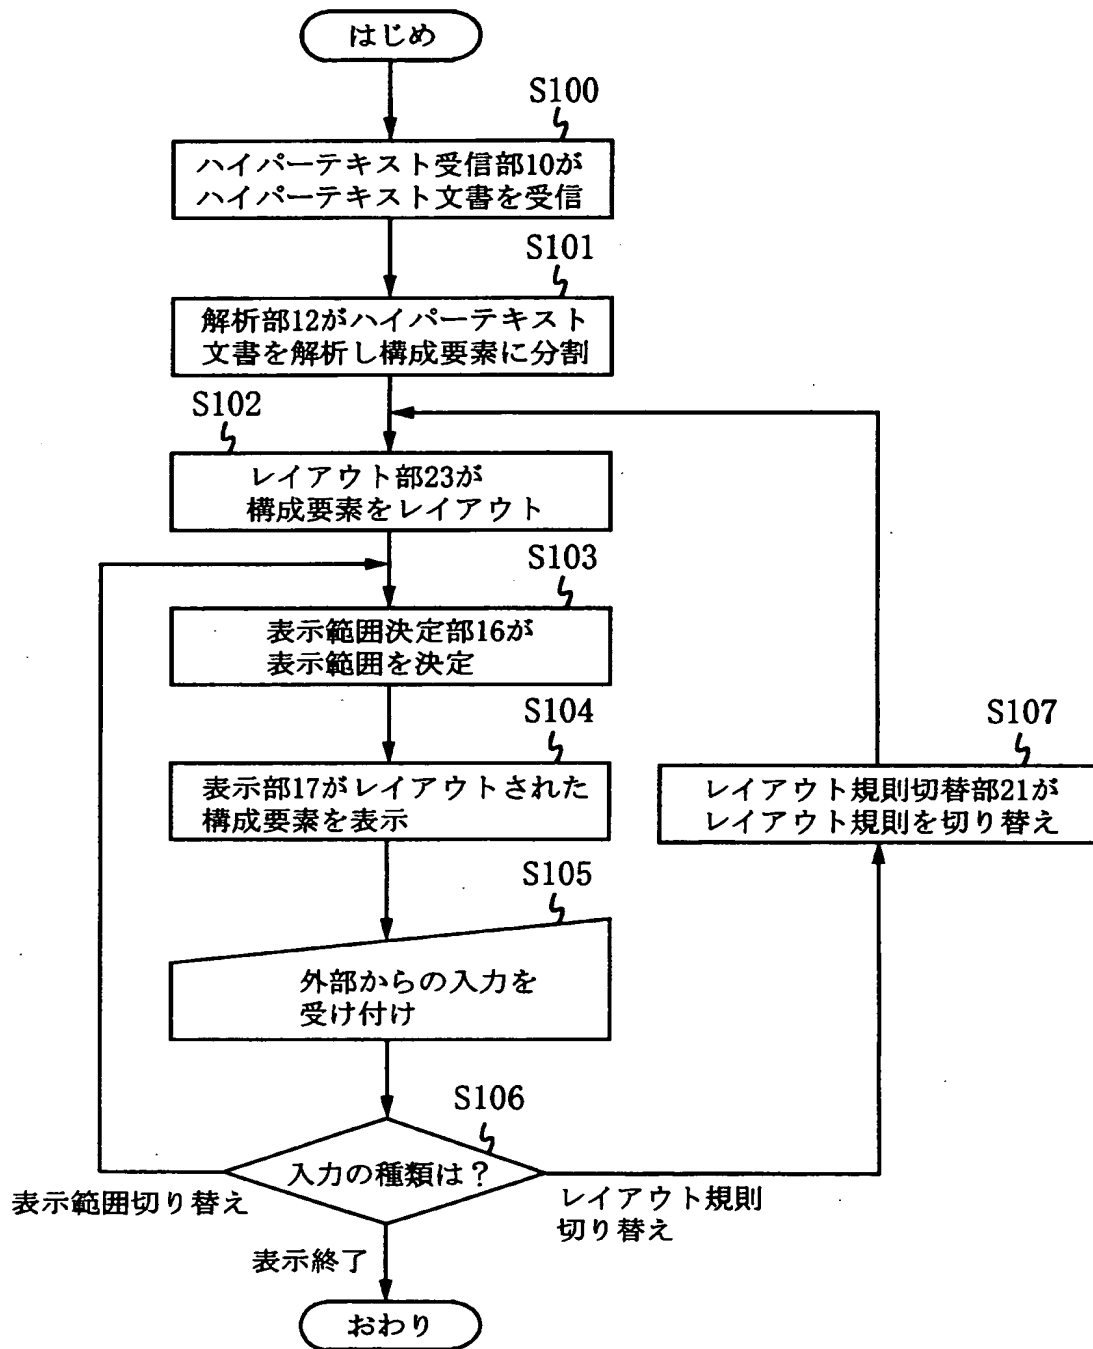 はじめ
S100
ハイパーテキスト受信部10が
ハイパーテキスト文書を受信
S101
解析部12がハイパーテキスト
文書を解析し構成要素に分割
S102
レイアウト部23が
構成要素をレイアウト
S103
表示範囲決定部16が
表示範囲を決定
S104
表示部17がレイアウトされた
構成要素を表示
S107
レイアウト規則切替部21が
レイアウト規則を切り替え
S105
外部からの入力を
受け付け
S106
入力の種類は？
表示範囲切り替え
レイアウト規則
切り替え
表示終了
おわり